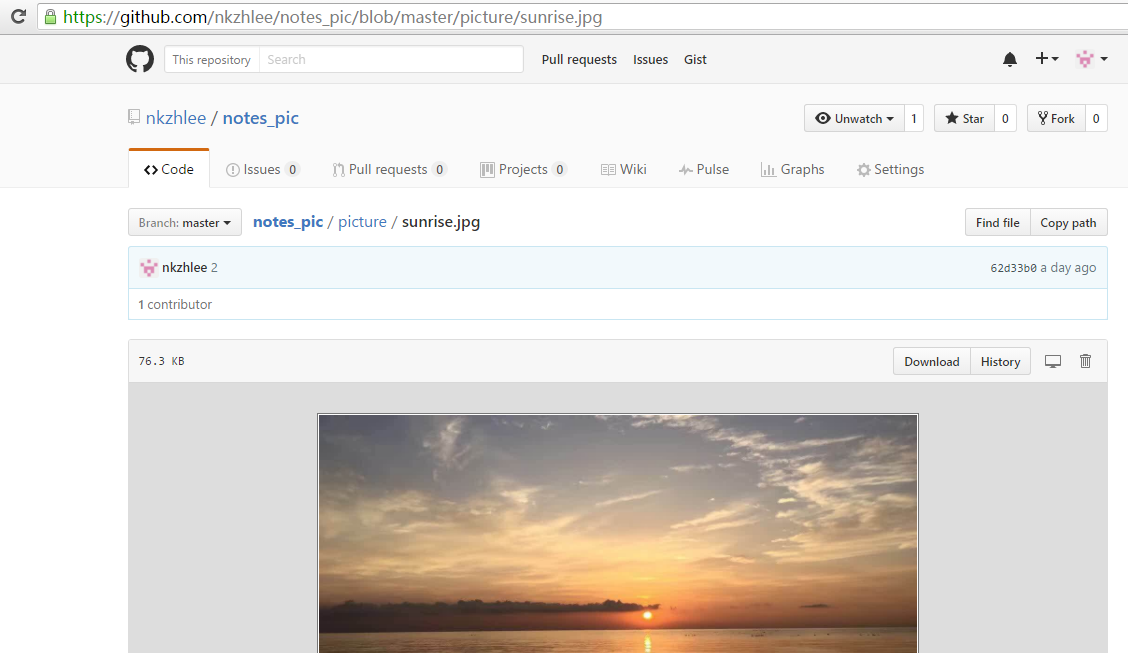 https://github.com/nkzhlee/notes_pic/blob/master/picture/sunrise.jpg
This repository Search Pull requests Issues Gist
nkzhlee / notes_pic Unwatch 1 Star 0 Fork 0
Code Issues 0 Pull requests 0 Projects 0 Wiki Pulse Graphs Settings
Branch: master notes_pic / picture / sunrise.jpg Find file Copy path
nkzhlee 2 62d33b0 a day ago
1 contributor
76.3 KB Download History